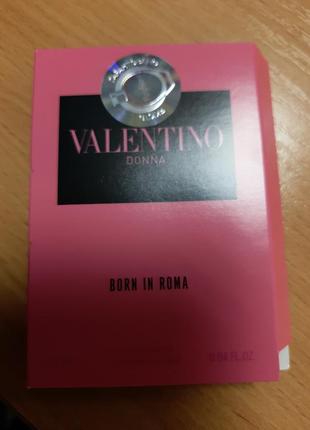 VALENTINO
DONNA
BORN IN ROMA
0.04 FL.OZ.